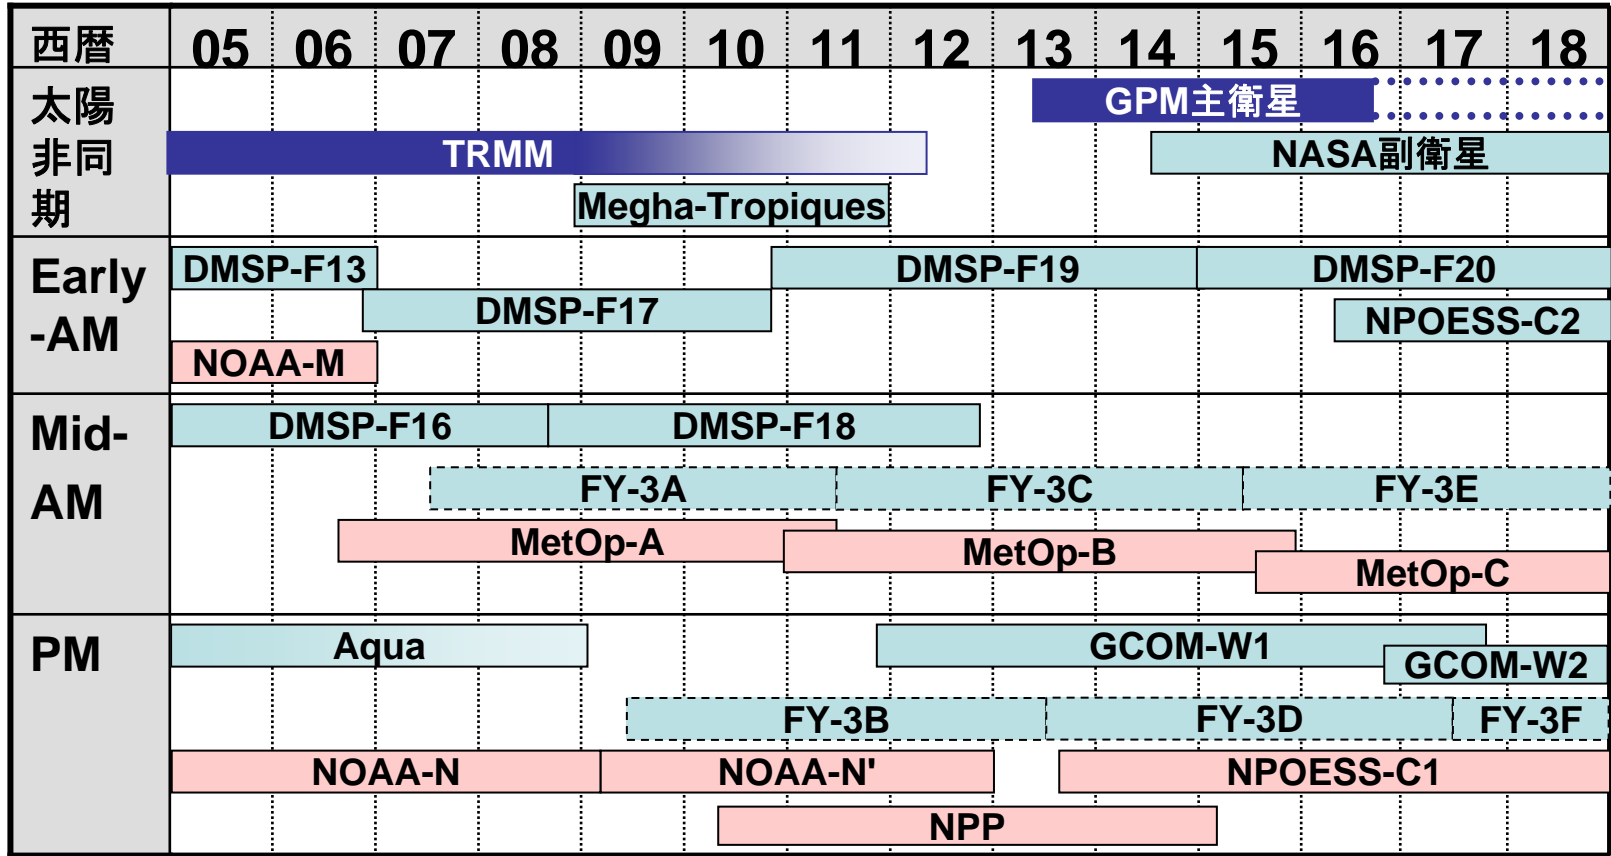 西暦 05 06 07 08 09 10 11 12 13 14 15 16 17 18
太陽
非同
期
GPM主衛星
TRMM
NASA副衛星
Megha-Tropiques
Early
-AM
DMSP-F13
DMSP-F19
DMSP-F20
DMSP-F17
NPOESS-C2
NOAA-M
Mid-
AM
DMSP-F16
DMSP-F18
FY-3A
FY-3C
FY-3E
MetOp-A
MetOp-B
MetOp-C
PM
Aqua
GCOM-W1
GCOM-W2
FY-3B
FY-3D
FY-3F
NOAA-N
NOAA-N'
NPOESS-C1
NPP